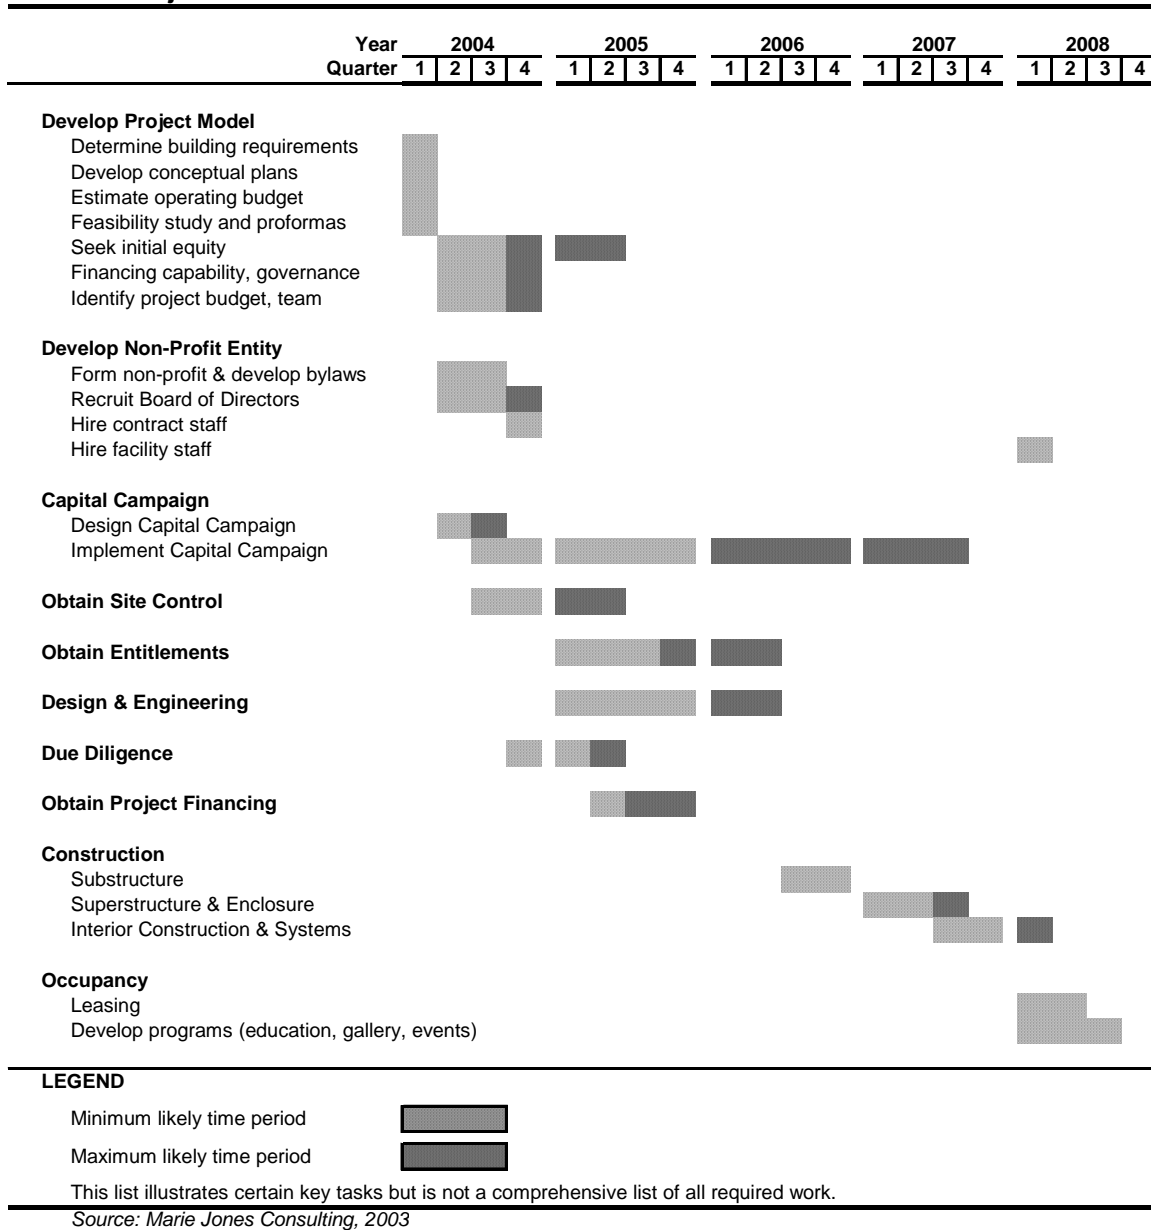 Year 2004 2005 2006 2007 2008
Quarter 1 2 3 4 1 2 3 4 1 2 3 4 1 2 3 4 1 2 3 4
Develop Project Model
Determine building requirements
Develop conceptual plans
Estimate operating budget
Feasibility study and proformas
Seek initial equity
Financing capability, governance
Identify project budget, team
Develop Non-Profit Entity
Form non-profit & develop bylaws
Recruit Board of Directors
Hire contract staff
Hire facility staff
Capital Campaign
Design Capital Campaign
Implement Capital Campaign
Obtain Site Control
Obtain Entitlements
Design & Engineering
Due Diligence
Obtain Project Financing
Construction
Substructure
Superstructure & Enclosure
Interior Construction & Systems
Occupancy
Leasing
Develop programs (education, gallery, events)
LEGEND
Minimum likely time period
Maximum likely time period
This list illustrates certain key tasks but is not a comprehensive list of all required work.
Source: Marie Jones Consulting, 2003